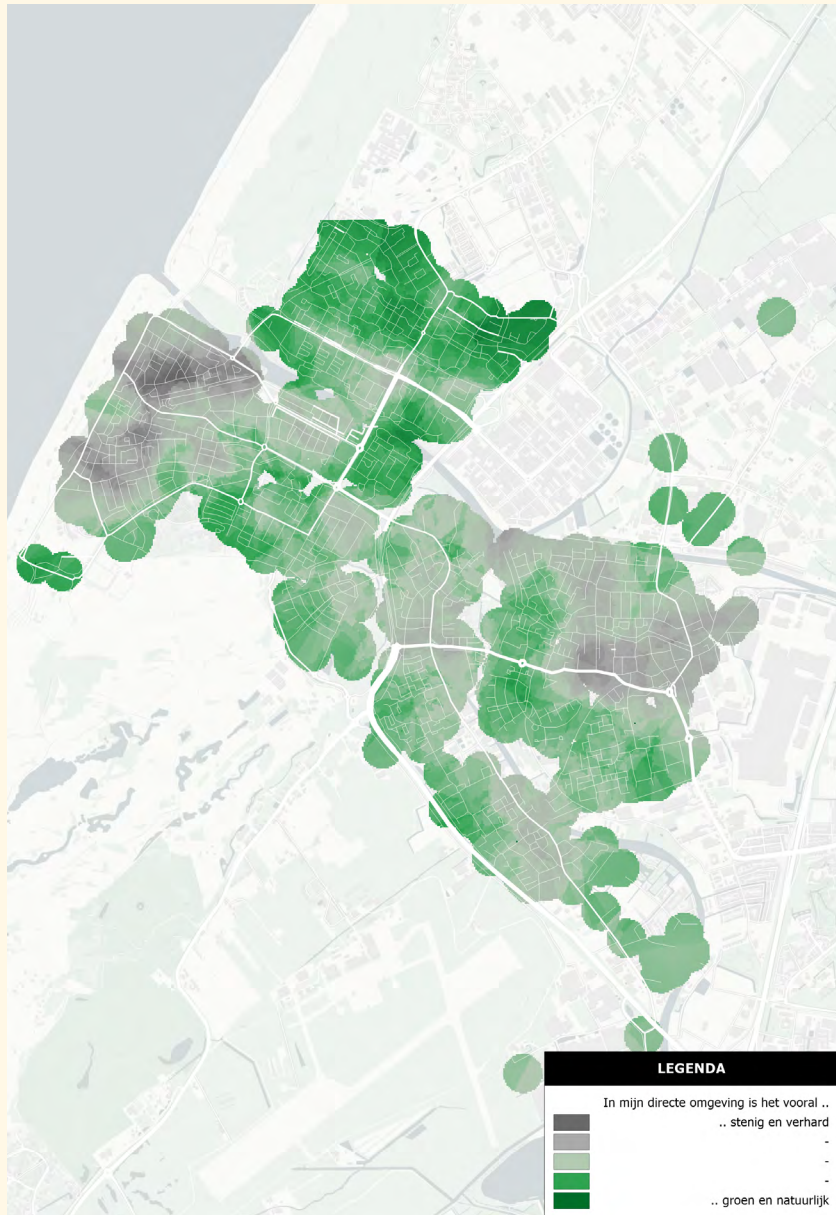 LEGENDA
In mijn directe omgeving is het vooral ..
.. stenig en verhard
-
-
-
.. groen en natuurlijk